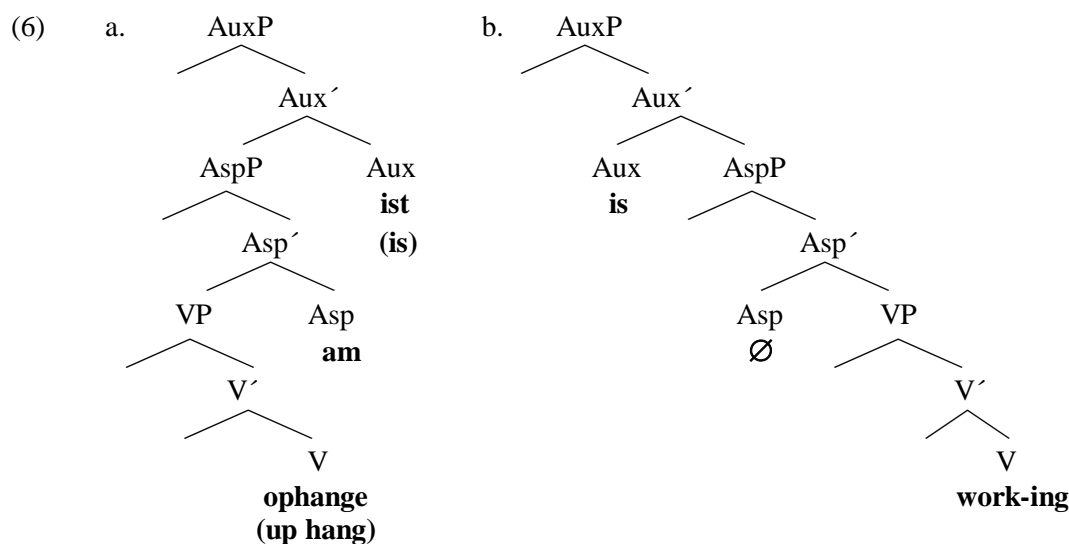 (6) a. AuxP b. AuxP
Aux´ Aux´
AspP Aux Aux AspP
ist is
(is)
Asp´ Asp´
VP Asp Asp VP
am ∅
V´ V´
V V
ophange work-ing
(up hang)